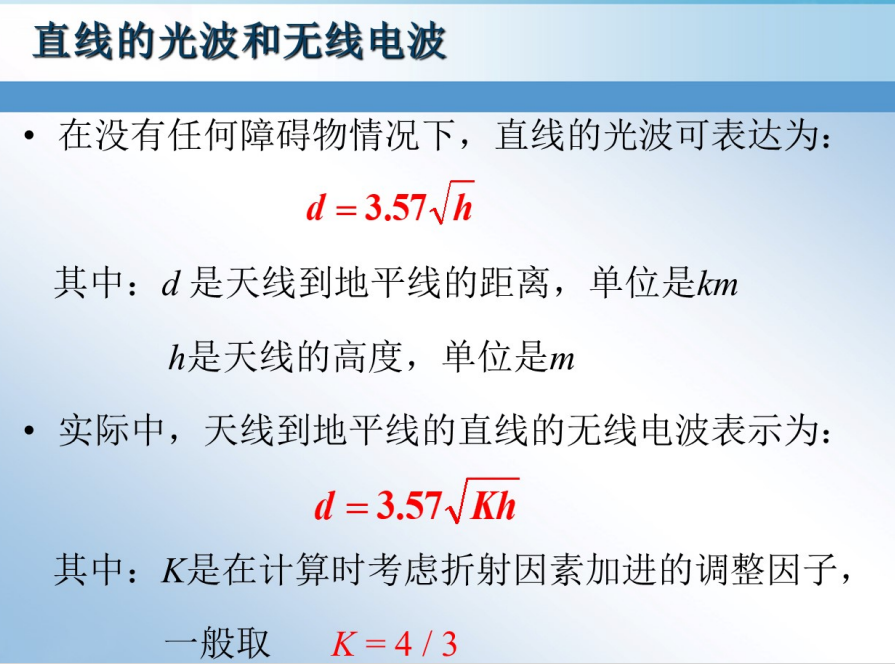 直线的光波和无线电波
• 在没有任何障碍物情况下，直线的光波可表达为：
d = 3.57√h
其中：d 是天线到地平线的距离，单位是km
h是天线的高度，单位是m
• 实际中，天线到地平线的直线的无线电波表示为：
d = 3.57√Kh
其中：K是在计算时考虑折射因素加进的调整因子，
一般取 K = 4 / 3